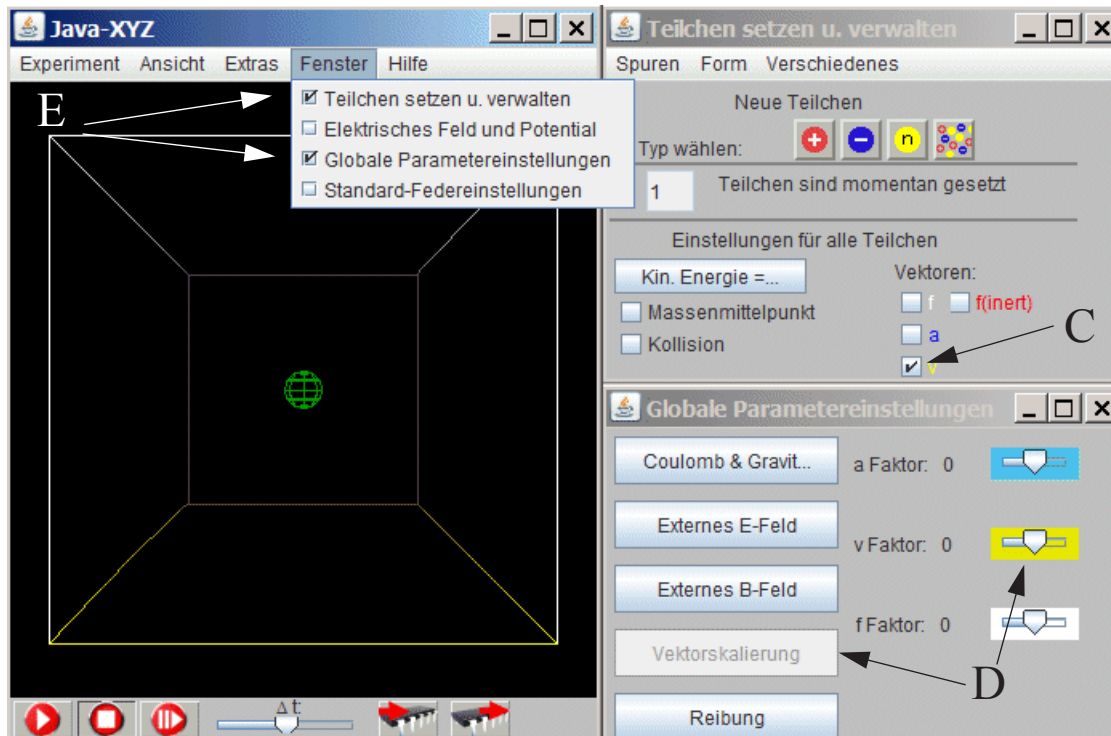 Java-XYZ
Experiment Ansicht Extras Fenster Hilfe
E
Teilchen setzen u. verwalten
Elektrisches Feld und Potential
Globale Parametereinstellungen
Standard-Federeinstellungen
Δt
Teilchen setzen u. verwalten
Spuren Form Verschiedenes
Neue Teilchen
Typ wählen: + − n
1 Teilchen sind momentan gesetzt
Einstellungen für alle Teilchen
Kin. Energie =... Vektoren:
Massenmittelpunkt f f(inert)
Kollision a
v
C
Globale Parametereinstellungen
Coulomb & Gravit... a Faktor: 0
Externes E-Feld
v Faktor: 0
Externes B-Feld
f Faktor: 0
Vektorskalierung
D
Reibung